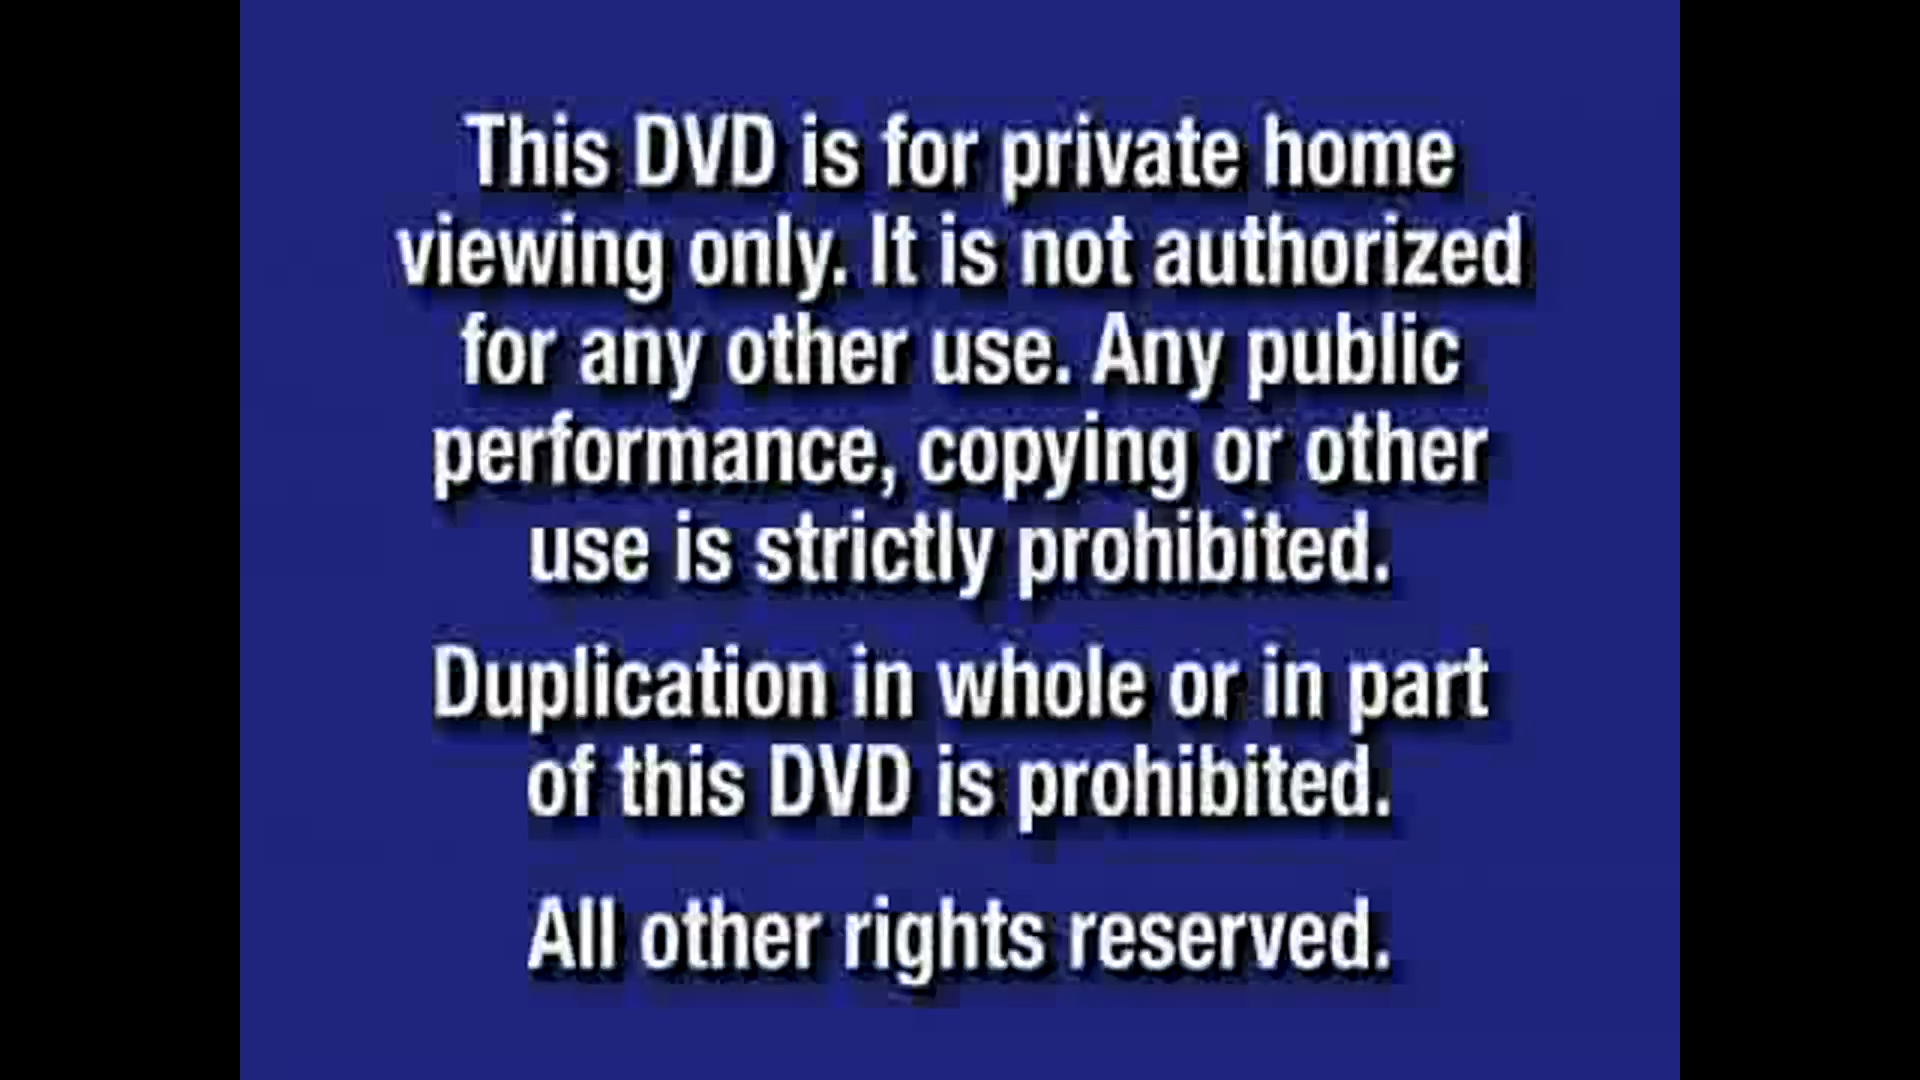 This DVD is for private home
viewing only. It is not authorized
for any other use. Any public
performance, copying or other
use is strictly prohibited.
Duplication in whole or in part
of this DVD is prohibited.
All other rights reserved.